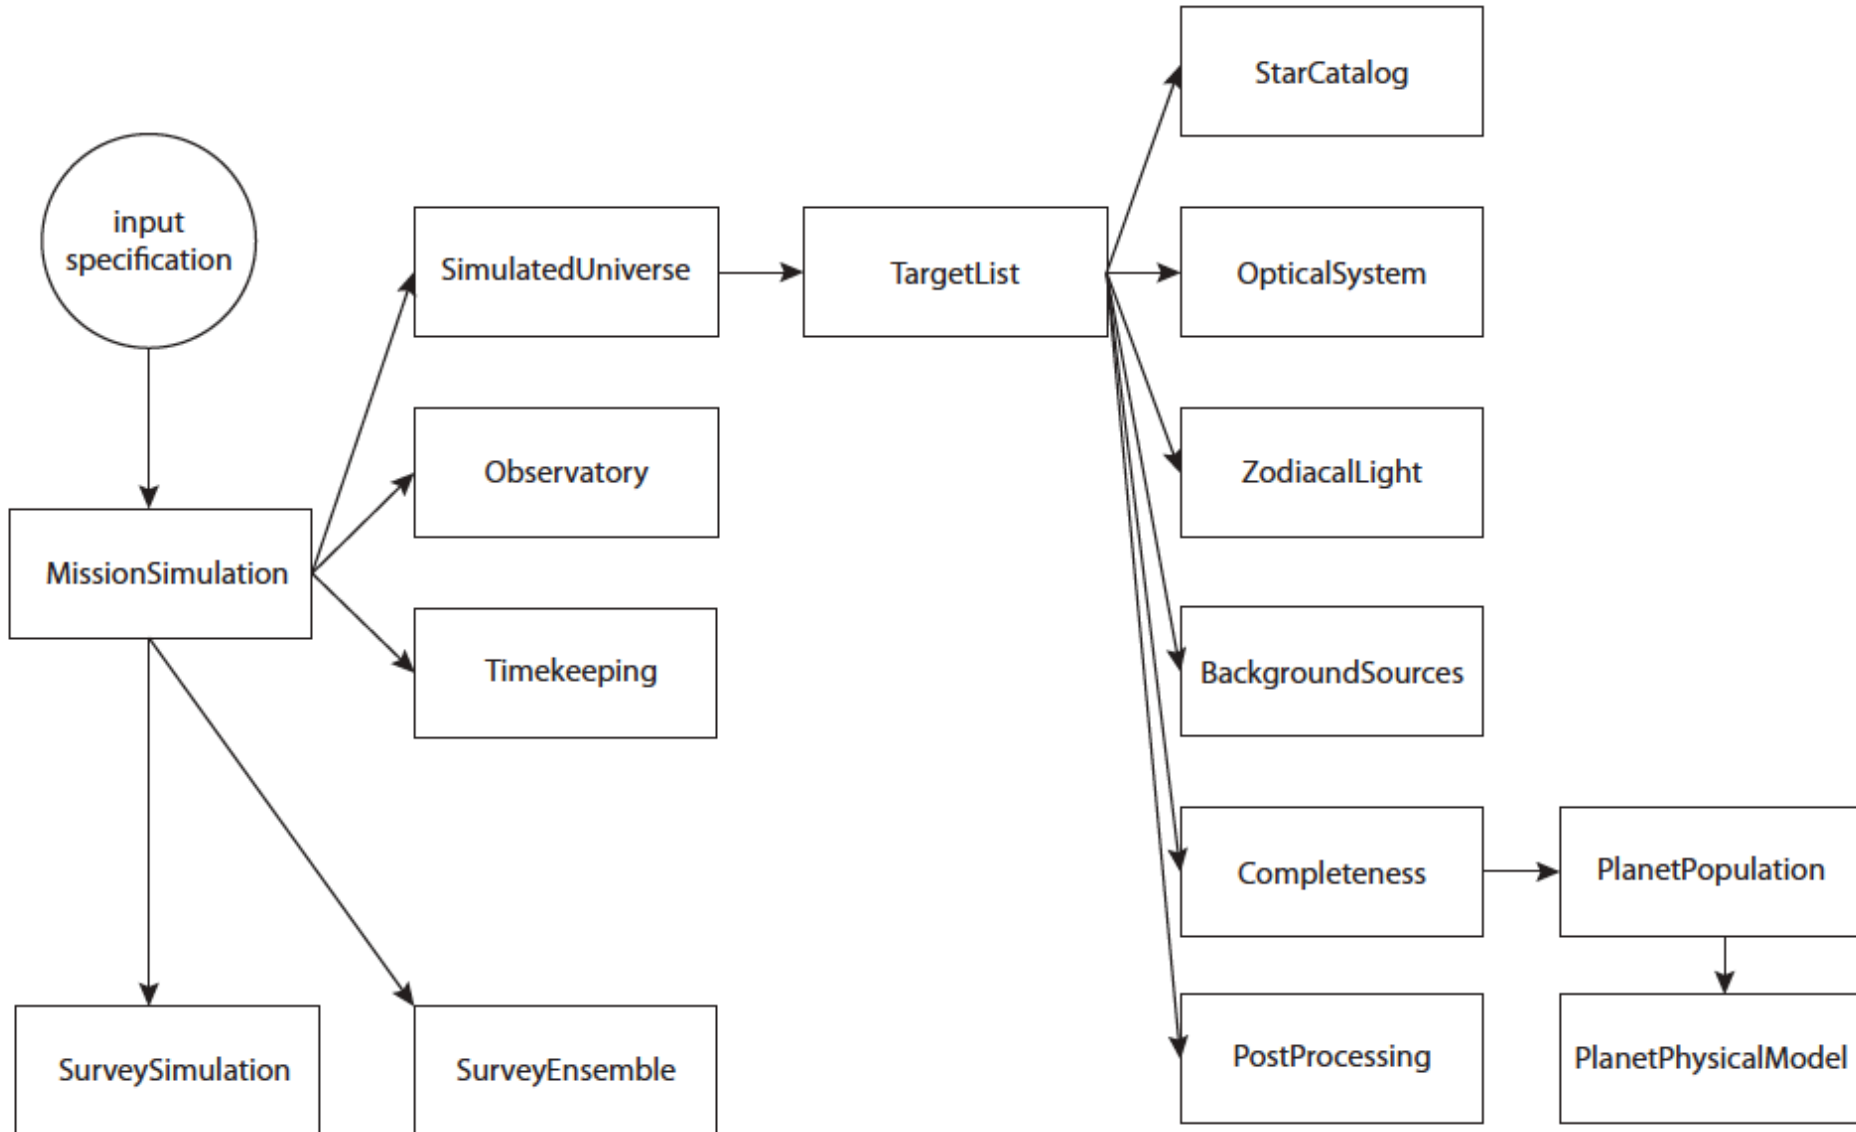 input
specification
MissionSimulation
SimulatedUniverse
Observatory
Timekeeping
SurveySimulation
SurveyEnsemble
TargetList
StarCatalog
OpticalSystem
ZodiacalLight
BackgroundSources
Completeness
PostProcessing
PlanetPopulation
PlanetPhysicalModel